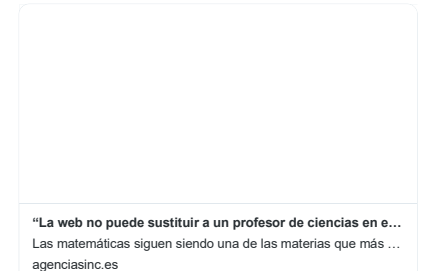 “La web no puede sustituir a un profesor de ciencias en e…
Las matemáticas siguen siendo una de las materias que más …
agenciasinc.es